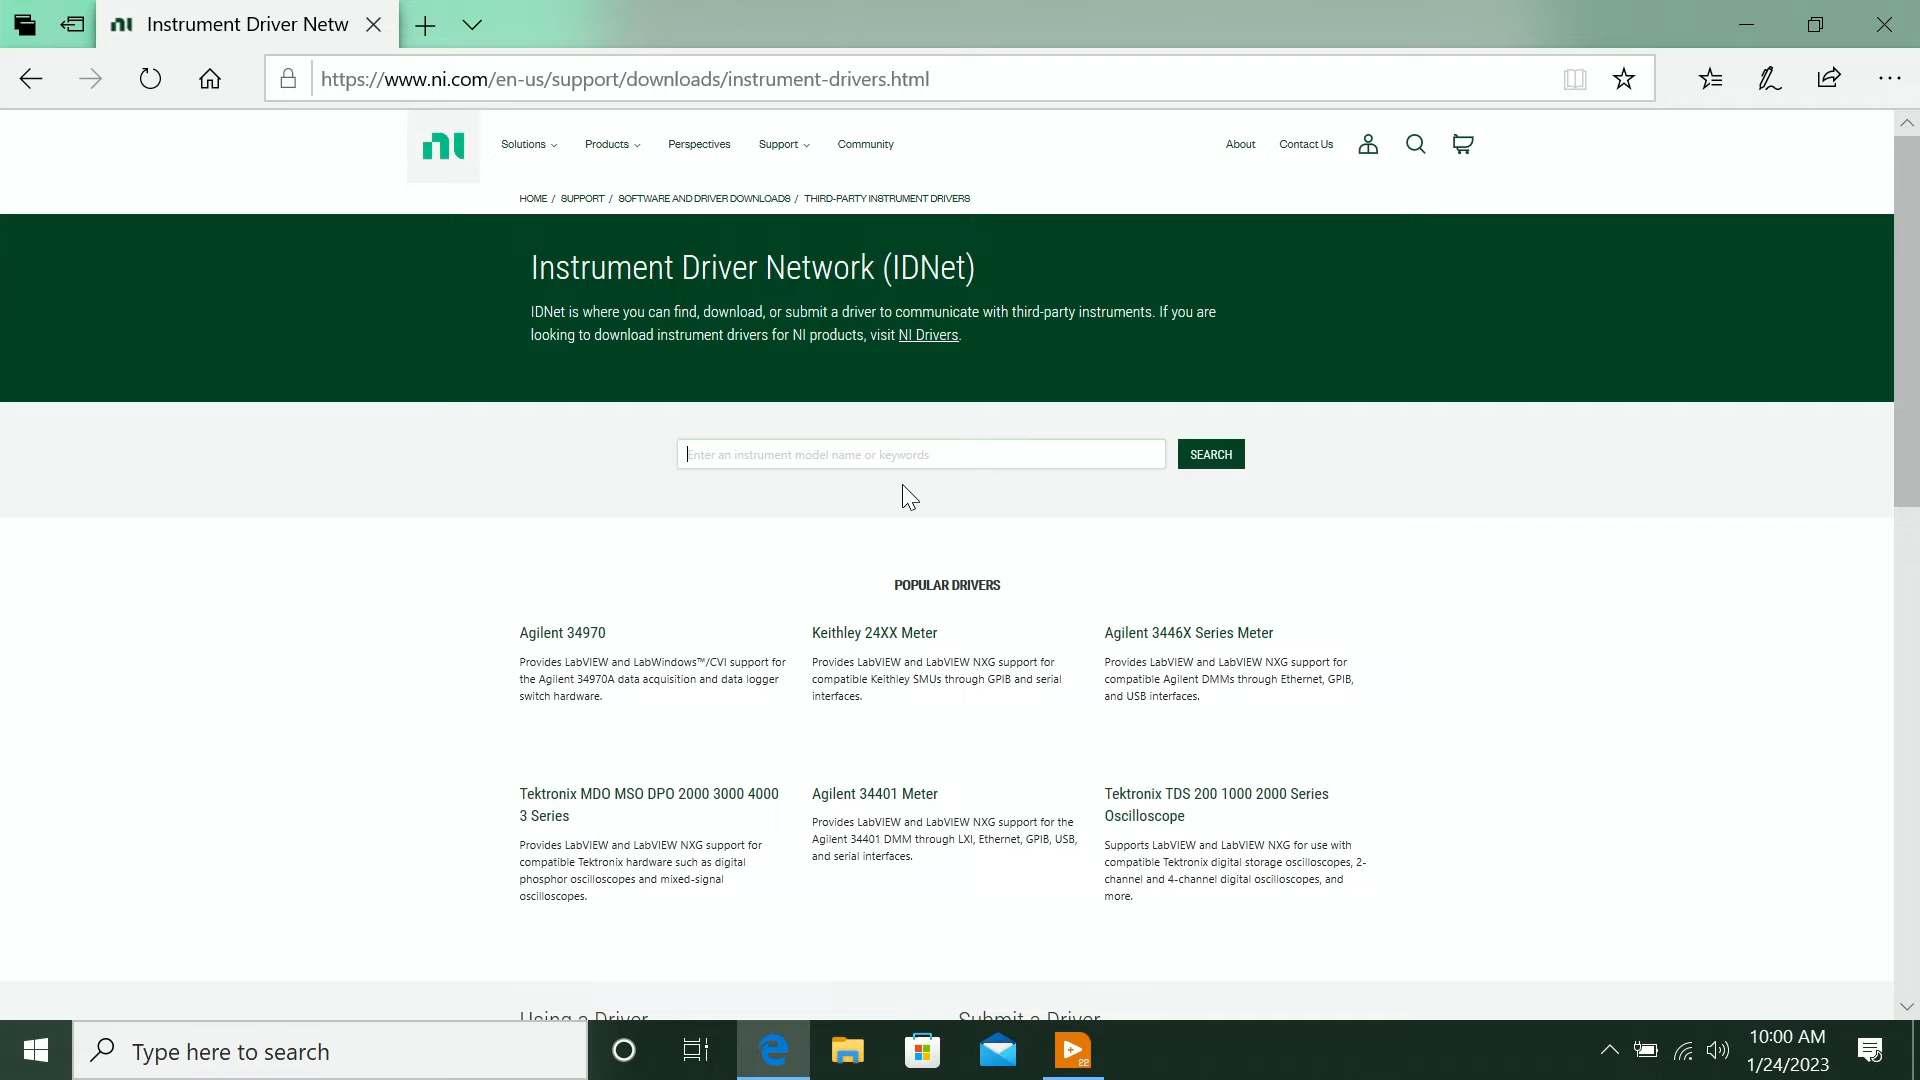 Instrument Driver Netw
https://www.ni.com/en-us/support/downloads/instrument-drivers.html
ni
Solutions
Products
Perspectives
Support
Community
About
Contact Us
HOME / SUPPORT / SOFTWARE AND DRIVER DOWNLOADS / THIRD-PARTY INSTRUMENT DRIVERS
Instrument Driver Network (IDNet)
IDNet is where you can find, download, or submit a driver to communicate with third-party instruments. If you are
looking to download instrument drivers for NI products, visit NI Drivers.
Enter an instrument model name or keywords
SEARCH
POPULAR DRIVERS
Agilent 34970
Provides LabVIEW and LabWindows™/CVI support for
the Agilent 34970A data acquisition and data logger
switch hardware.
Keithley 24XX Meter
Provides LabVIEW and LabVIEW NXG support for
compatible Keithley SMUs through GPIB and serial
interfaces.
Agilent 3446X Series Meter
Provides LabVIEW and LabVIEW NXG support for
compatible Agilent DMMs through Ethernet, GPIB,
and USB interfaces.
Tektronix MDO MSO DPO 2000 3000 4000
3 Series
Provides LabVIEW and LabVIEW NXG support for
compatible Tektronix hardware such as digital
phosphor oscilloscopes and mixed-signal
oscilloscopes.
Agilent 34401 Meter
Provides LabVIEW and LabVIEW NXG support for the
Agilent 34401 DMM through LXI, Ethernet, GPIB, USB,
and serial interfaces.
Tektronix TDS 200 1000 2000 Series
Oscilloscope
Supports LabVIEW and LabVIEW NXG for use with
compatible Tektronix digital storage oscilloscopes, 2-
channel and 4-channel digital oscilloscopes, and
more.
Using a Driver
Submit a Driver
Type here to search
22
10:00 AM
1/24/2023